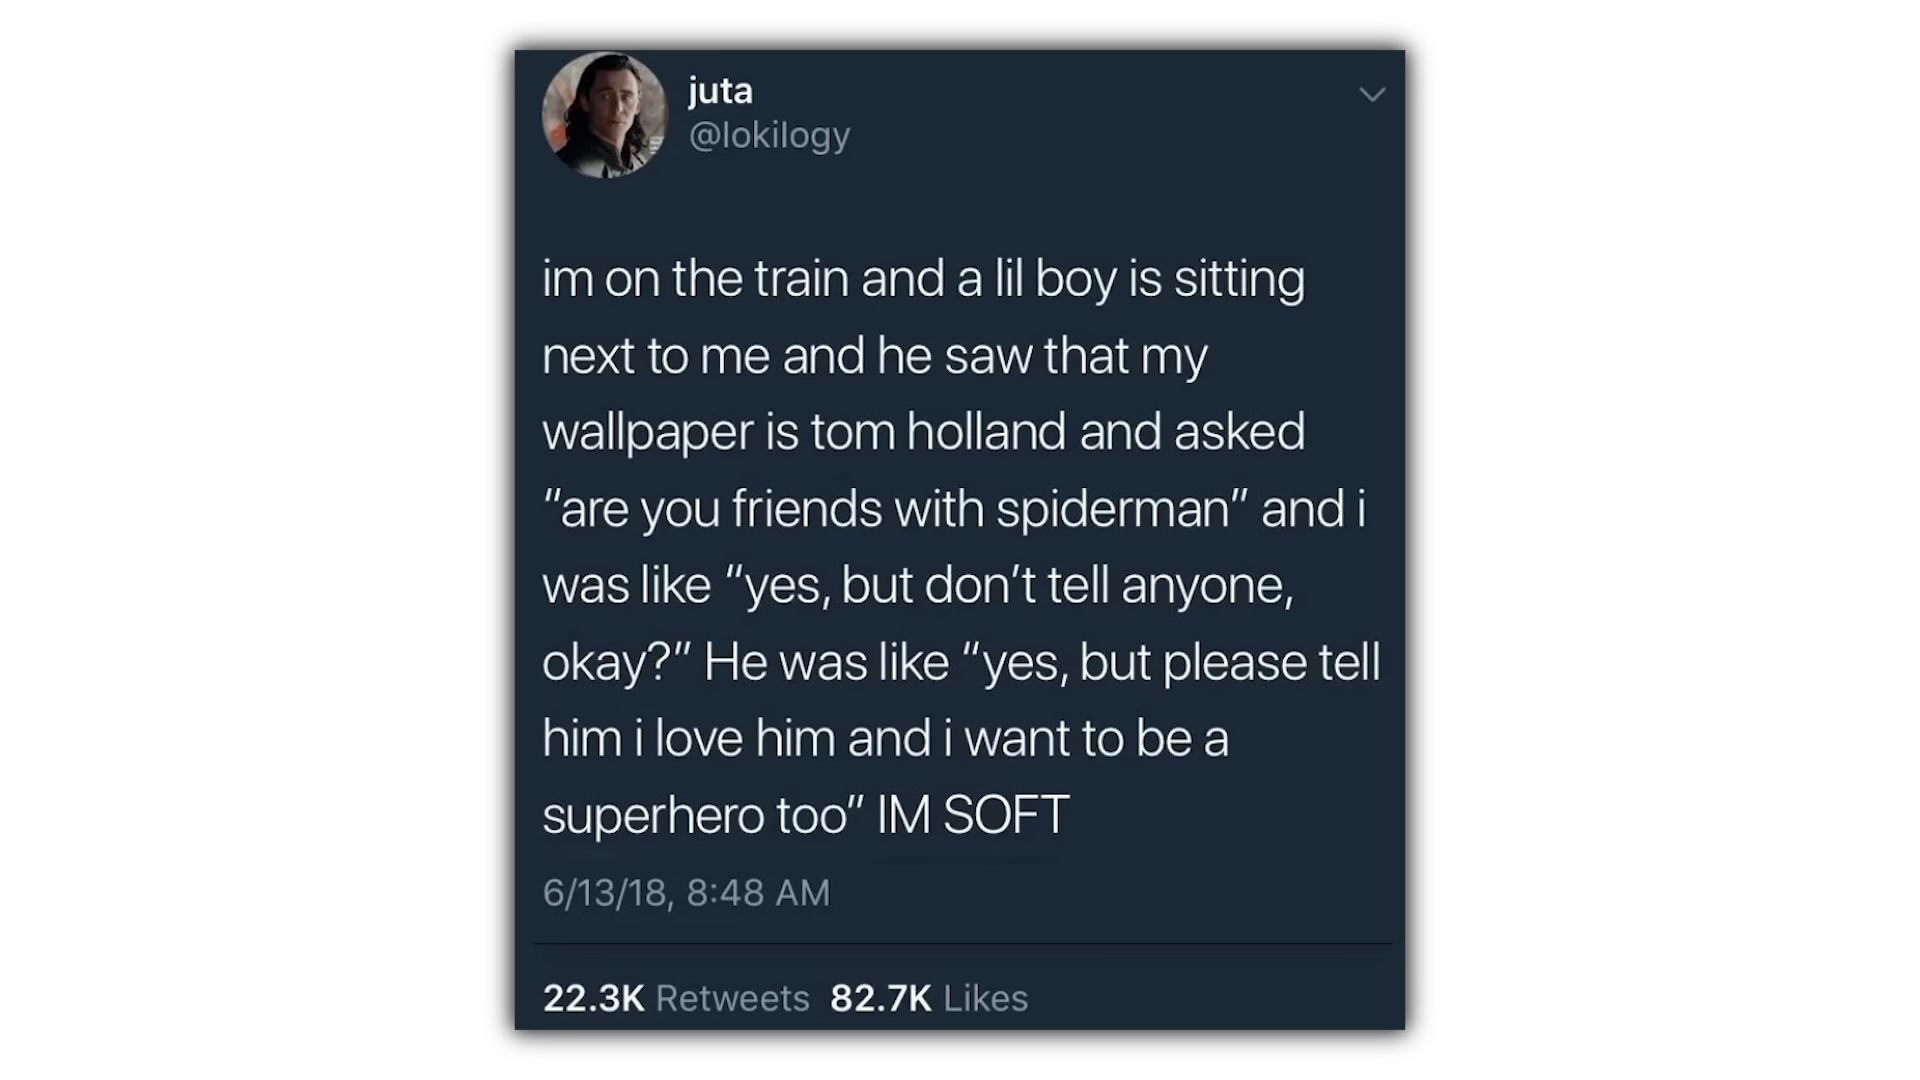 juta
@lokilogy
im on the train and a lil boy is sitting
next to me and he saw that my
wallpaper is tom holland and asked
“are you friends with spiderman” and i
was like “yes, but don’t tell anyone,
okay?” He was like “yes, but please tell
him i love him and i want to be a
superhero too” IM SOFT
6/13/18, 8:48 AM
22.3K Retweets 82.7K Likes